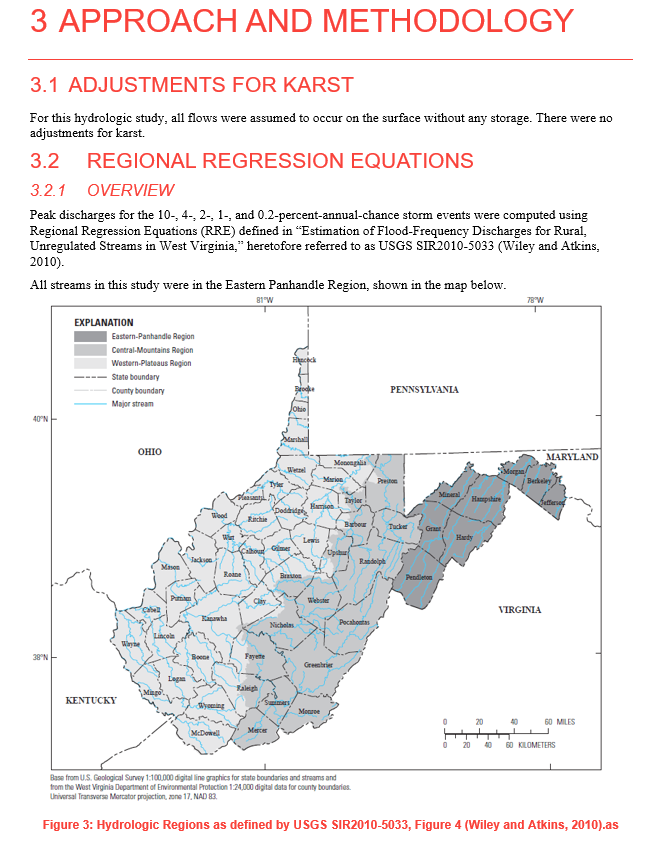 3 APPROACH AND METHODOLOGY
3.1 ADJUSTMENTS FOR KARST
For this hydrologic study, all flows were assumed to occur on the surface without any storage. There were no
adjustments for karst.
3.2 REGIONAL REGRESSION EQUATIONS
3.2.1 OVERVIEW
Peak discharges for the 10-, 4-, 2-, 1-, and 0.2-percent-annual-chance storm events were computed using
Regional Regression Equations (RRE) defined in “Estimation of Flood-Frequency Discharges for Rural,
Unregulated Streams in West Virginia,” heretofore referred to as USGS SIR2010-5033 (Wiley and Atkins,
2010).
All streams in this study were in the Eastern Panhandle Region, shown in the map below.
81°W 78°W
EXPLANATION
Eastern-Panhandle Region
Central-Mountains Region
Western-Plateaus Region
State boundary
County boundary
Major stream
Hancock
Brooke
PENNSYLVANIA
Ohio
40°N
Marshall
OHIO
MARYLAND
Wetzel
Monongalia
Marion
Preston
Morgan
Berkeley
Tyler
Pleasants
Mineral
Hampshire
Jefferson
Taylor
Doddridge
Harrison
Wood
Ritchie
Barbour
Tucker
Grant
Hardy
Wirt
Lewis
Calhoun
Gilmer
Upshur
Randolph
Jackson
Mason
Roane
Braxton
Pendleton
Putnam
Clay
Webster
Cabell
VIRGINIA
Kanawha
Nicholas
Pocahontas
Lincoln
Wayne
38°N
Boone
Fayette
Greenbrier
Logan
Raleigh
Mingo
KENTUCKY
Wyoming
Summers
Monroe
McDowell
Mercer
0 20 40 60 MILES
0 20 40 60 KILOMETERS
Base from U.S. Geological Survey 1:100,000 digital line graphics for state boundaries and streams and
from the West Virginia Department of Environmental Protection 1:24,000 digital data for county boundaries.
Universal Transverse Mercator projection, zone 17, NAD 83.
Figure 3: Hydrologic Regions as defined by USGS SIR2010-5033, Figure 4 (Wiley and Atkins, 2010).as